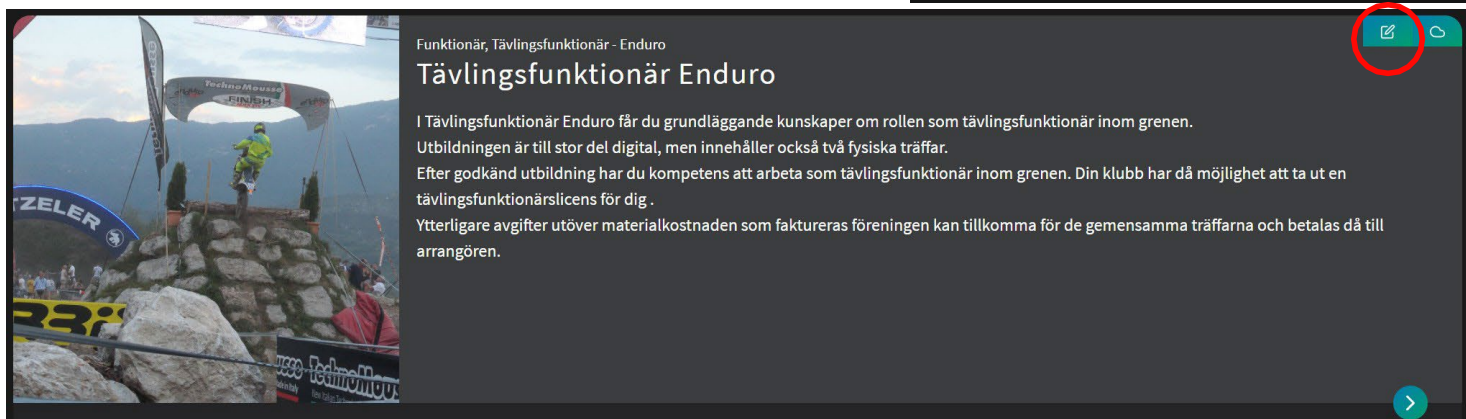 Funktionär, Tävlingsfunktionär - Enduro
Tävlingsfunktionär Enduro
I Tävlingsfunktionär Enduro får du grundläggande kunskaper om rollen som tävlingsfunktionär inom grenen.
Utbildningen är till stor del digital, men innehåller också två fysiska träffar.
Efter godkänd utbildning har du kompetens att arbeta som tävlingsfunktionär inom grenen. Din klubb har då möjlighet att ta ut en
tävlingsfunktionärslicens för dig .
Ytterligare avgifter utöver materialkostnaden som faktureras föreningen kan tillkomma för de gemensamma träffarna och betalas då till
arrangören.
TechnoMousse
FINISH
TZELER
33
TechnoMous